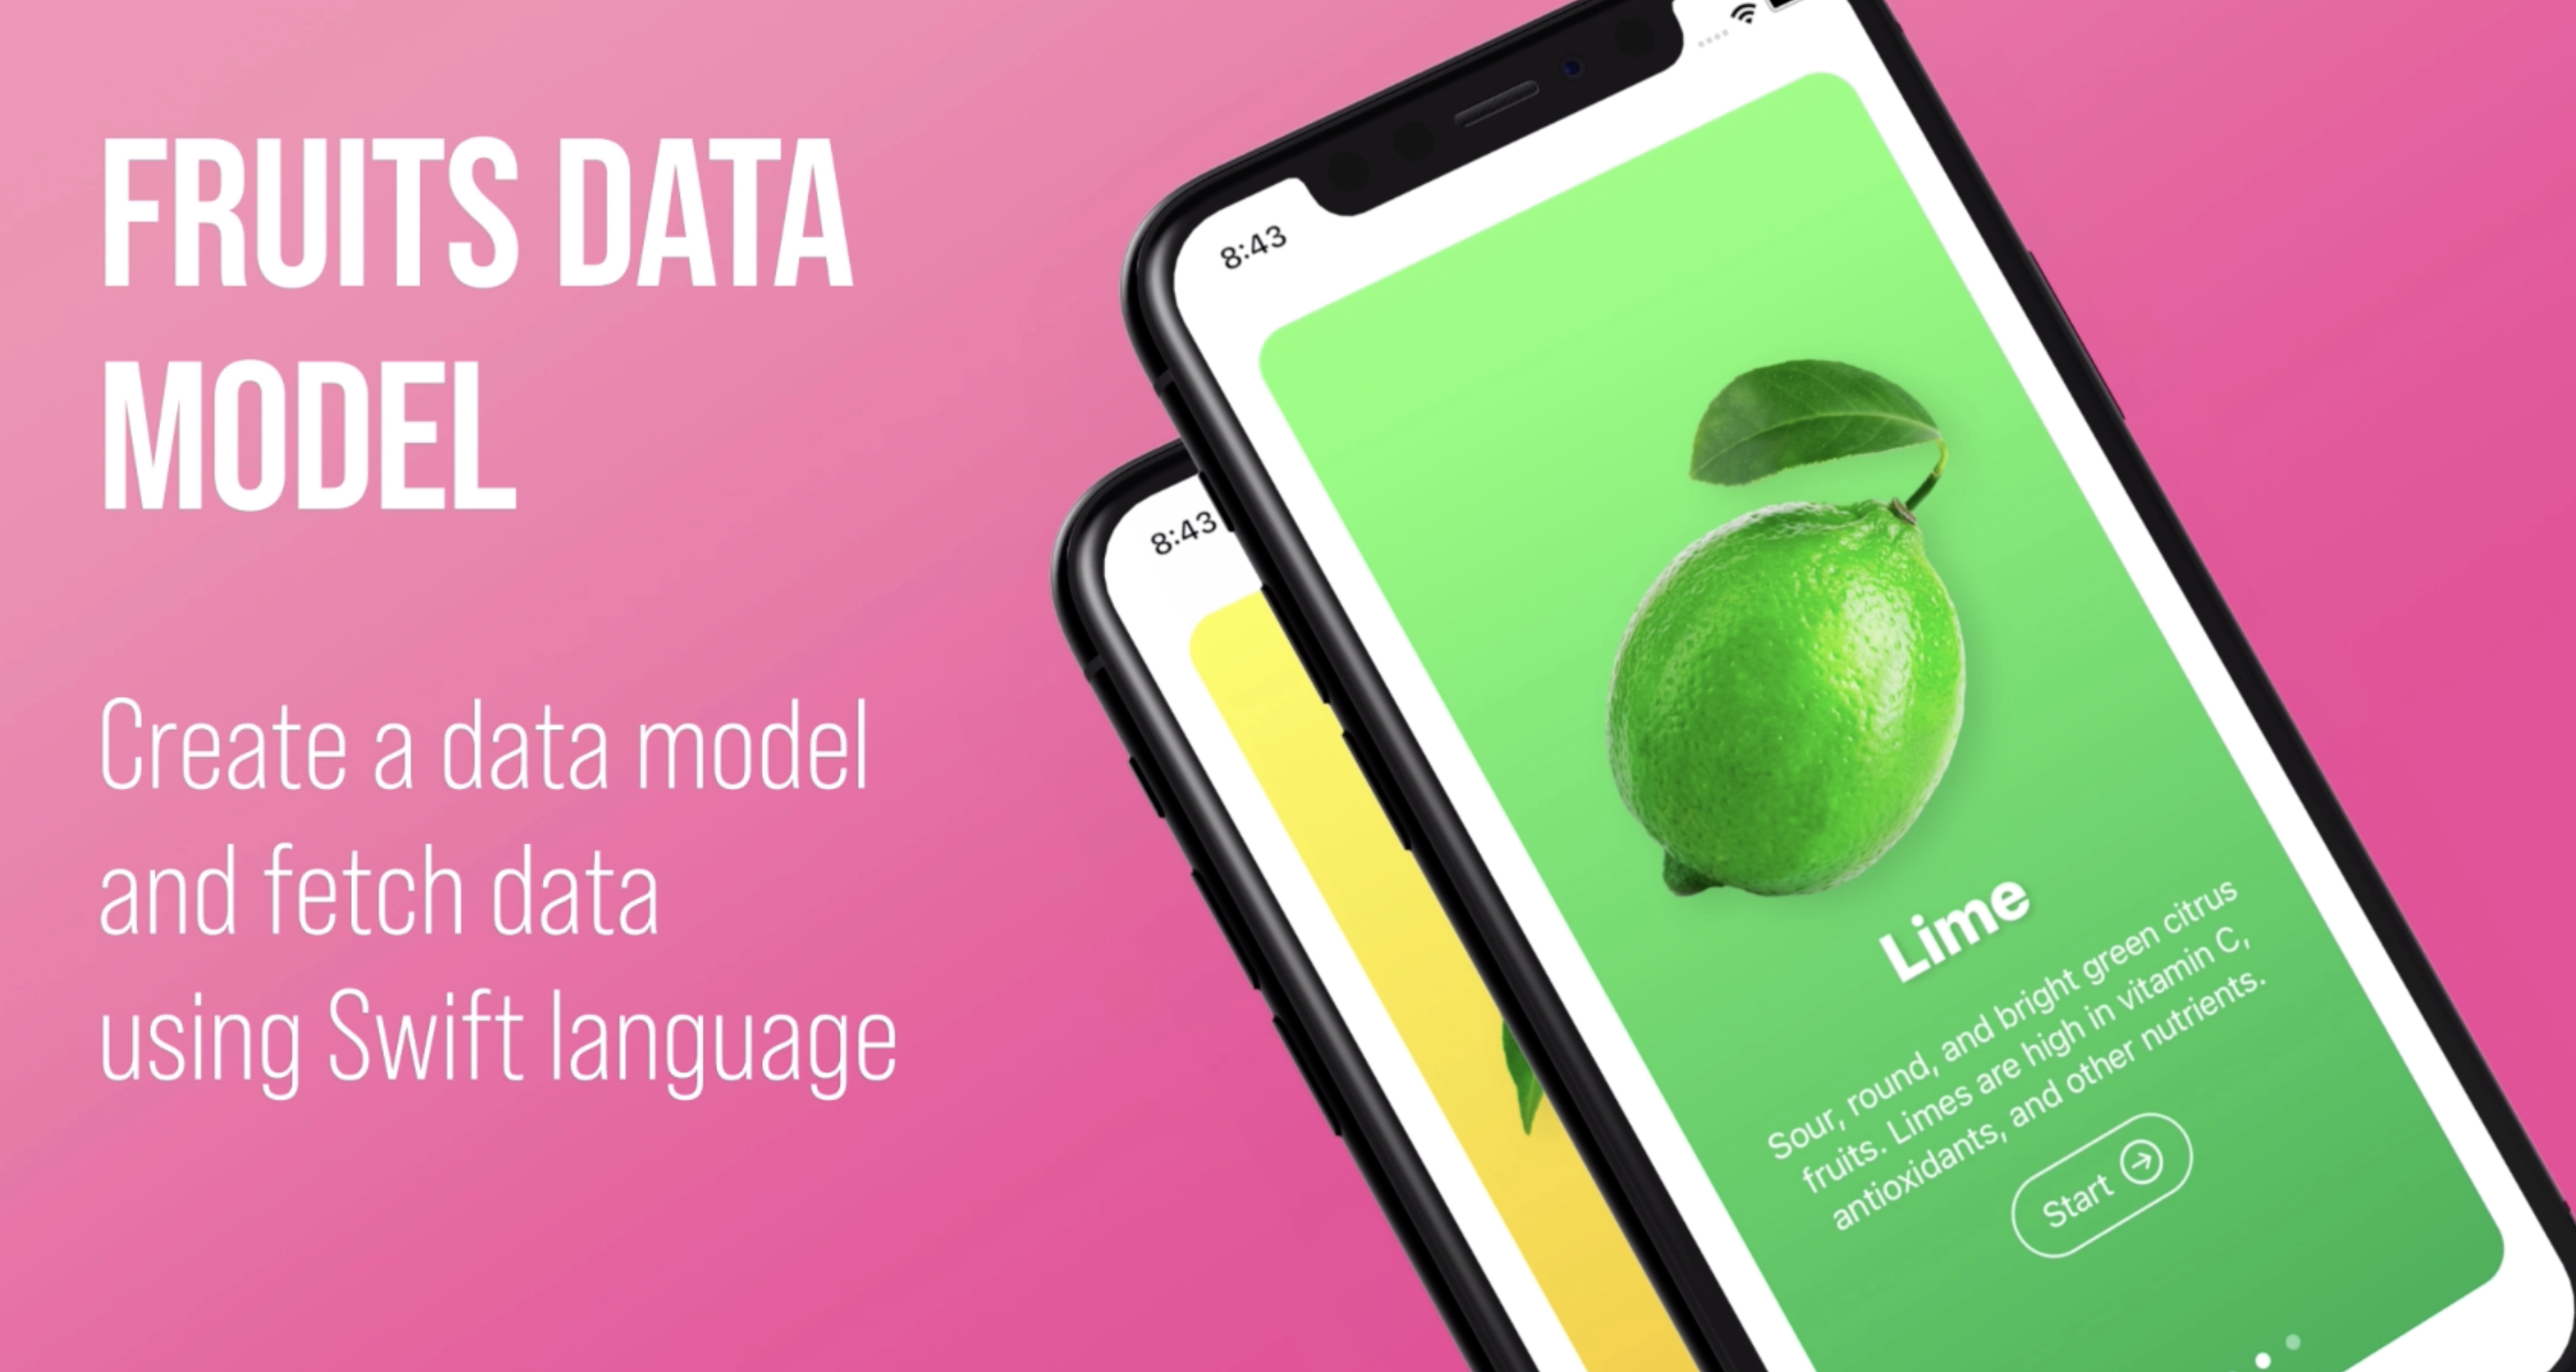 FRUITS DATA
MODEL
Create a data model
and fetch data
using Swift language
8:43
8:43
Lime
Sour, round, and bright green citrus
fruits. Limes are high in vitamin C,
antioxidants, and other nutrients.
Start